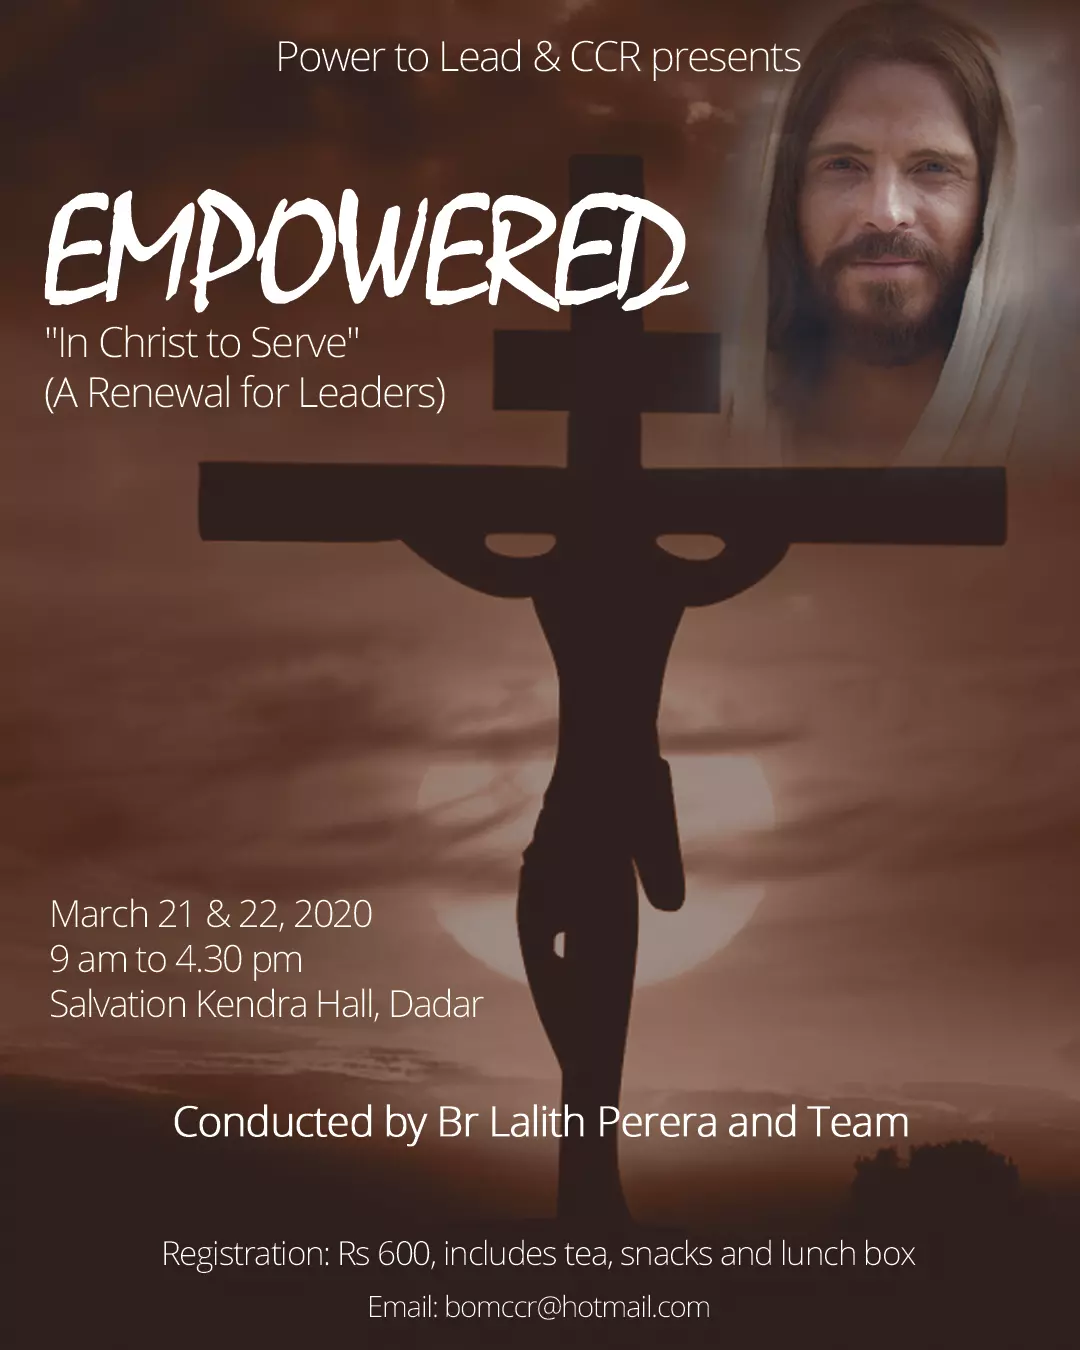 Power to Lead & CCR presents
EMPOWERED
"In Christ to Serve"
(A Renewal for Leaders)
March 21 & 22, 2020
9 am to 4.30 pm
Salvation Kendra Hall, Dadar
Conducted by Br Lalith Perera and Team
Registration: Rs 600, includes tea, snacks and lunch box
Email: bomccr@hotmail.com